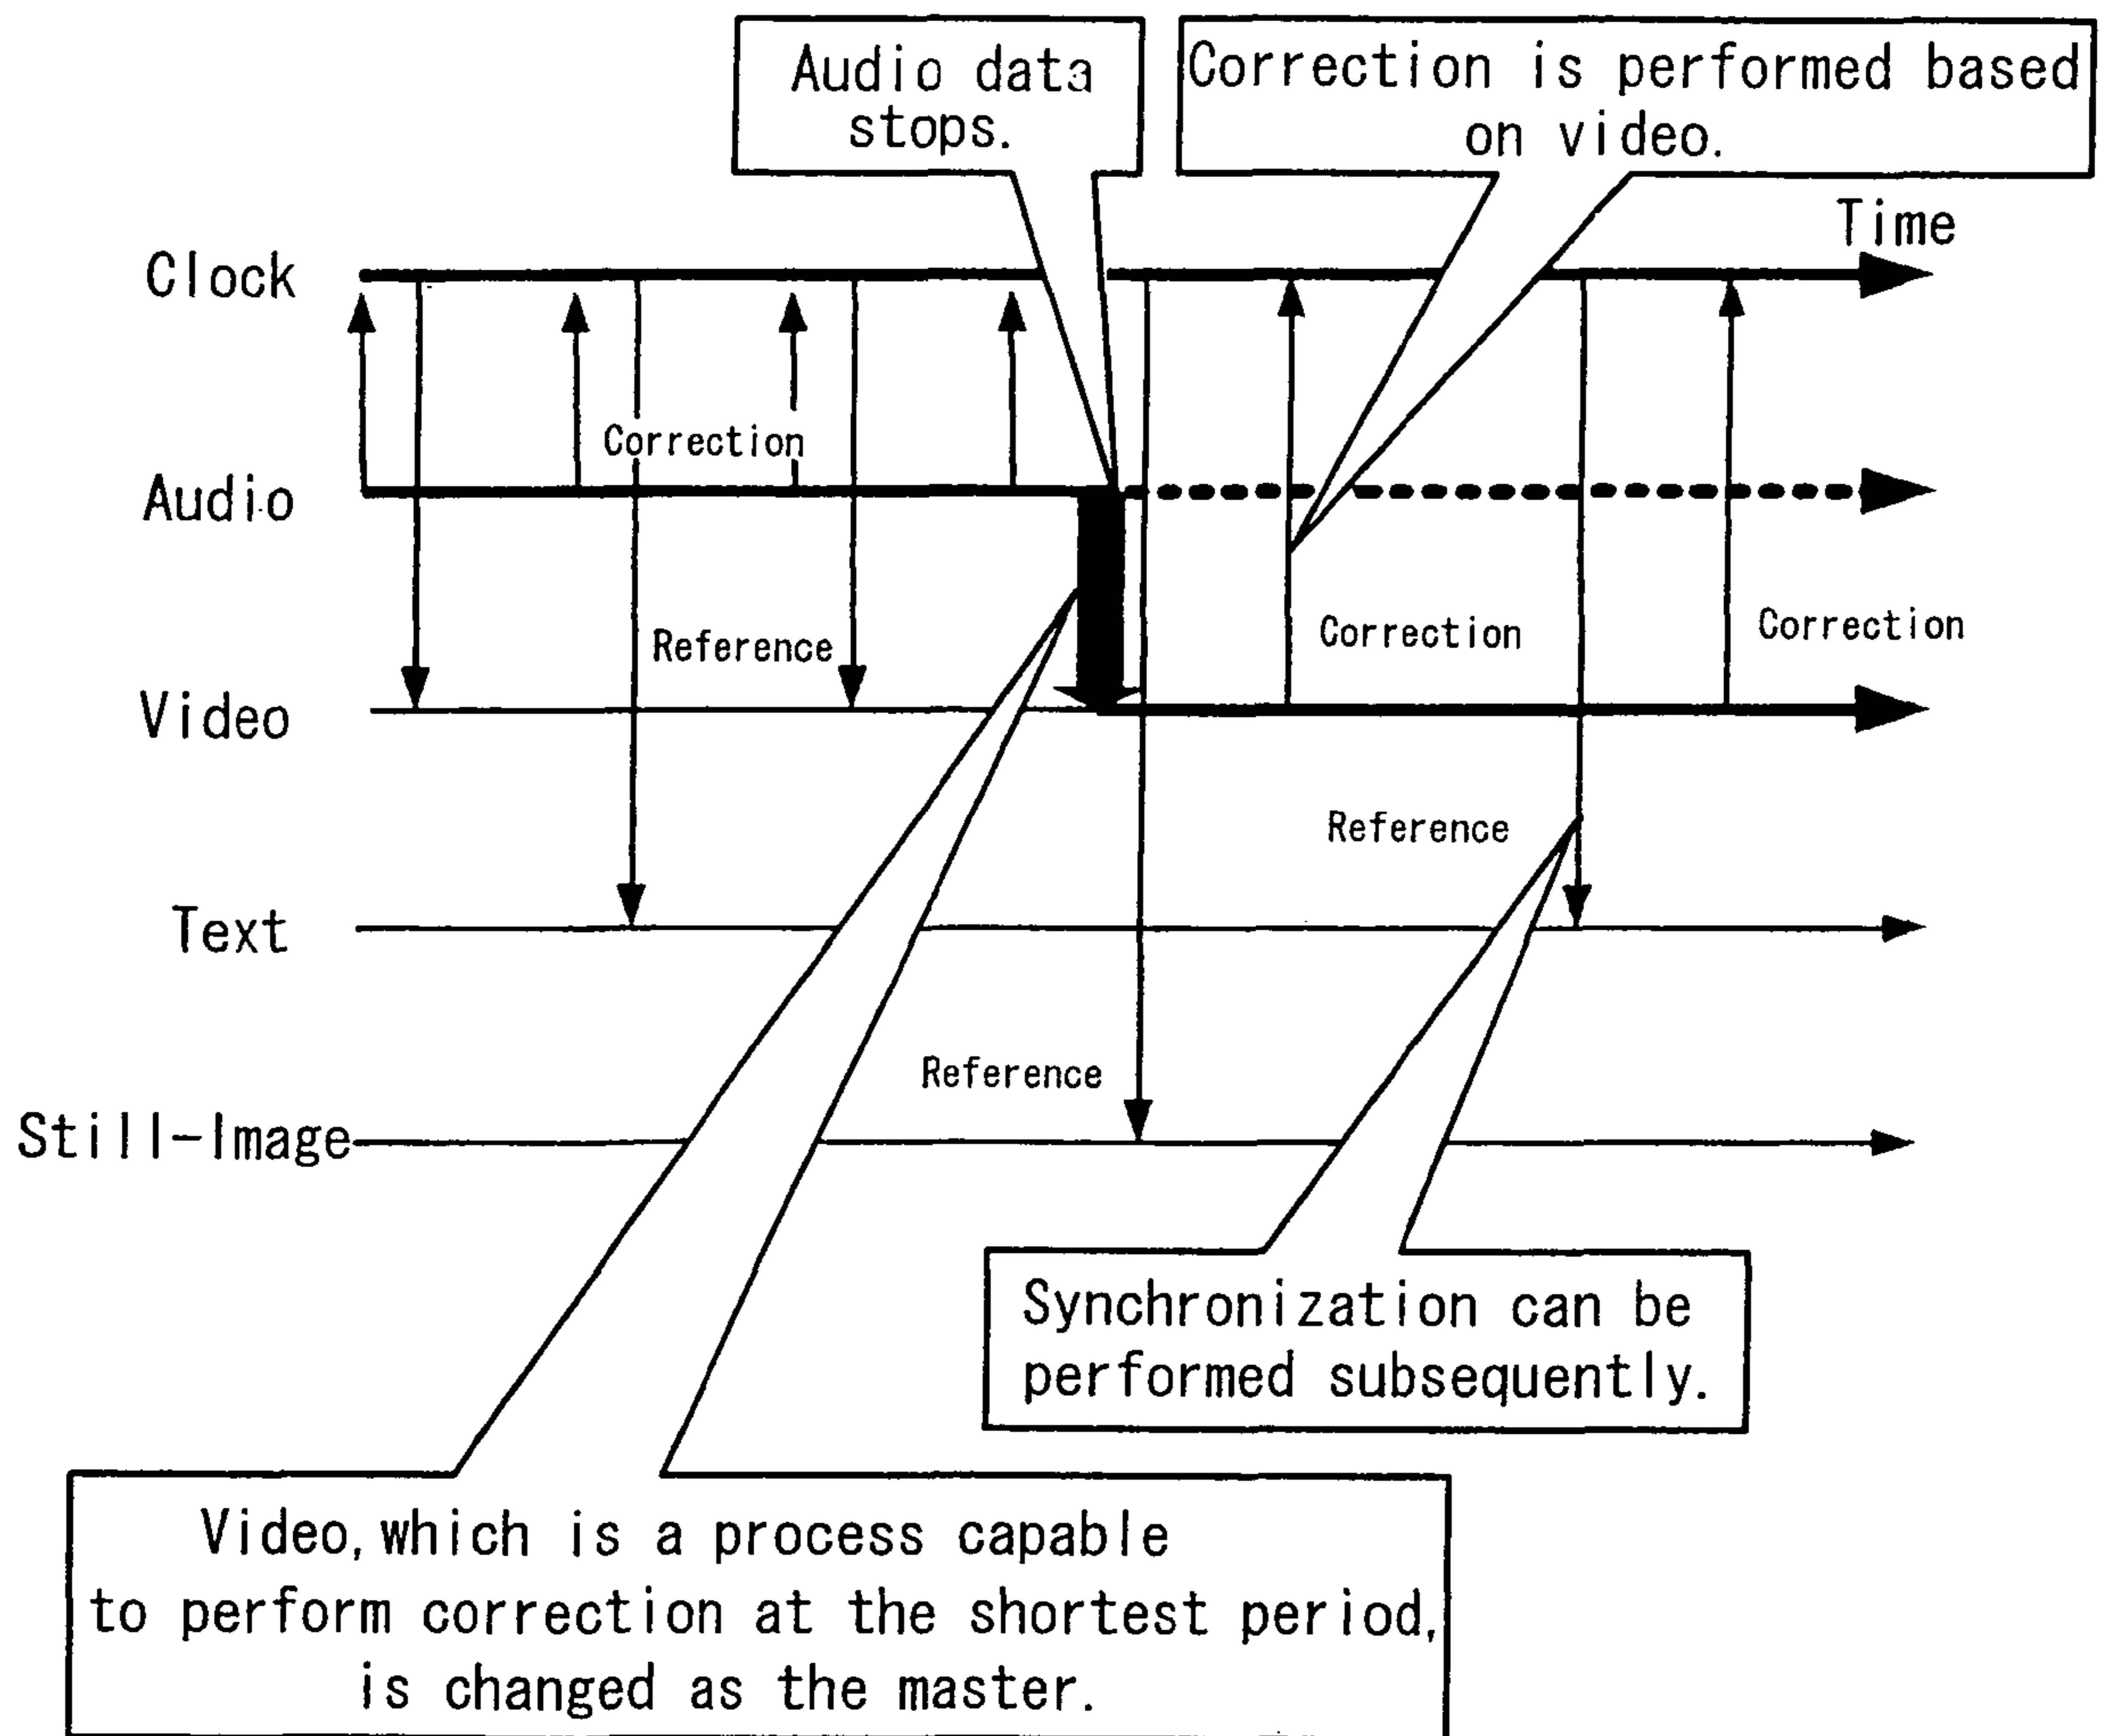 Audio data
stops.
Correction is performed based
on video.
Time
Clock
Correction
Audio
Reference
Correction
Correction
Video
Reference
Text
Reference
Still-Image
Synchronization can be
performed subsequently.
Video, which is a process capable
to perform correction at the shortest period,
is changed as the master.